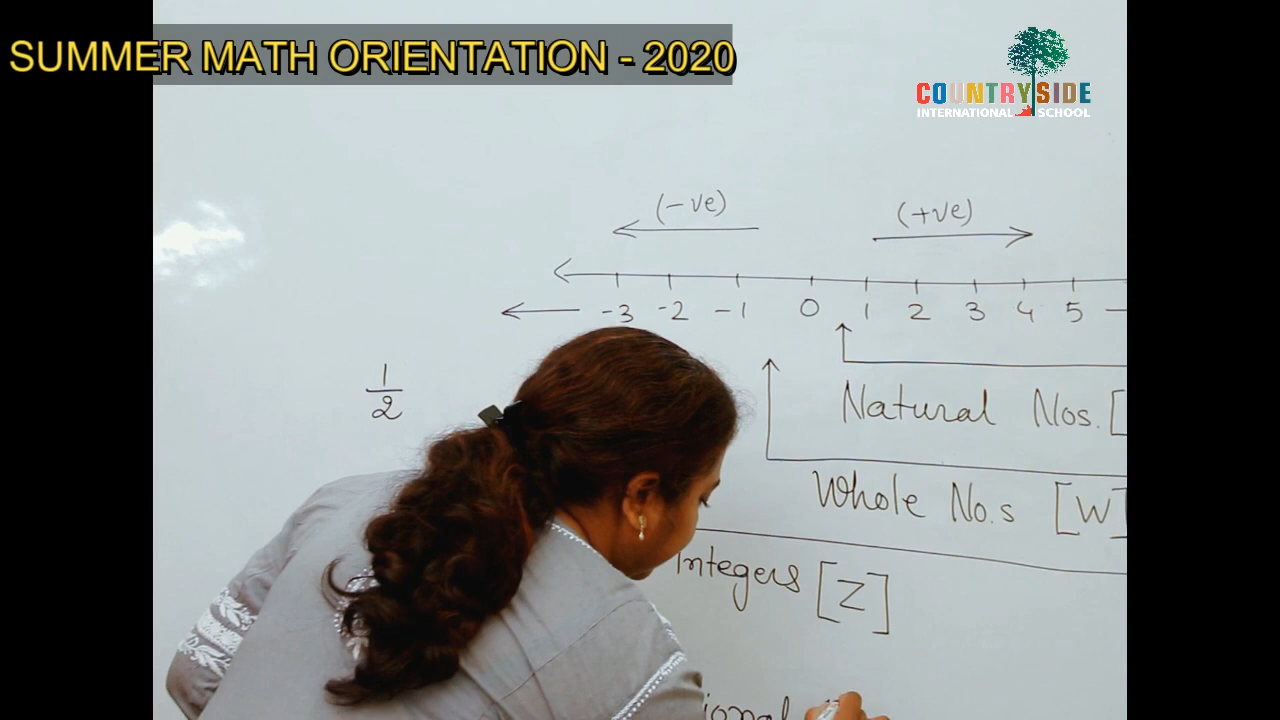 SUMMER MATH ORIENTATION - 2020
COUNTRYSIDE
INTERNATIONAL SCHOOL
(-ve) (+ve)
-3 -2 -1 0 1 2 3 4 5 -
1/2
Natural Nos. [
Whole No.s [W]
Integers [Z]